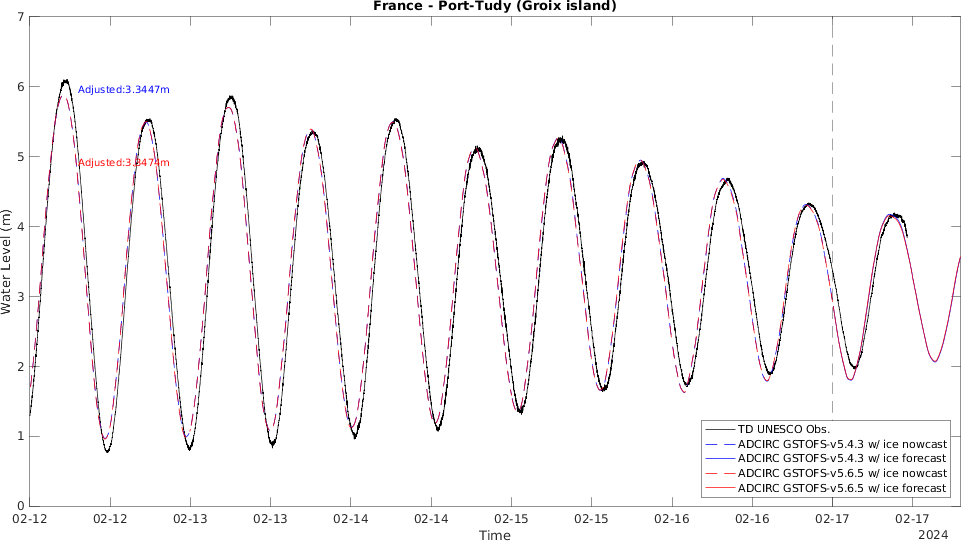 France - Port-Tudy (Groix island)
7
6
5
4
3
2
1
0
Water Level (m)
Adjusted:3.3447m
Adjusted:3.3474m
TD UNESCO Obs.
ADCIRC GSTOFS-v5.4.3 w/ ice nowcast
ADCIRC GSTOFS-v5.4.3 w/ ice forecast
ADCIRC GSTOFS-v5.6.5 w/ ice nowcast
ADCIRC GSTOFS-v5.6.5 w/ ice forecast
02-12 02-12 02-13 02-13 02-14 02-14 02-15 02-15 02-16 02-16 02-17 02-17
Time
2024